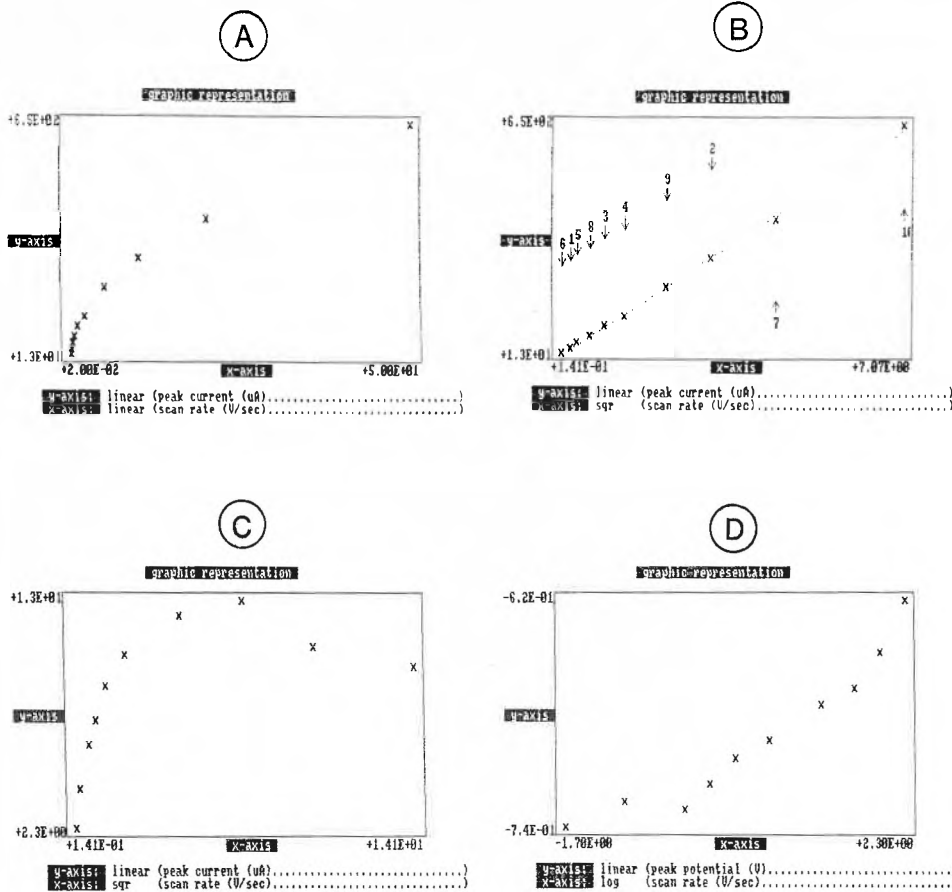 A
graphic representation
+6.5E+02
y-axis
+1.3E+01
+2.00E-02
x-axis
+5.00E+01
y-axis: linear (peak current (uA)..............................)
x-axis: linear (scan rate (V/sec)..............................)
B
graphic representation
+6.5E+02
2
9
3
4
6
1
5
8
y-axis
10
7
+1.3E+01
+1.41E-01
x-axis
+7.07E+00
y-axis: linear (peak current (uA)..............................)
x-axis: sqr (scan rate (V/sec)..............................)
C
graphic representation
+1.3E+01
y-axis
+2.3E+00
+1.41E-01
x-axis
+1.41E+01
y-axis: linear (peak current (uA)..............................)
x-axis: sqr (scan rate (V/sec)..............................)
D
graphic representation
-6.2E-01
y-axis
-7.4E-01
-1.70E+00
x-axis
+2.30E+00
y-axis: linear (peak potential (V)..............................)
x-axis: log (scan rate (V/sec)..............................)